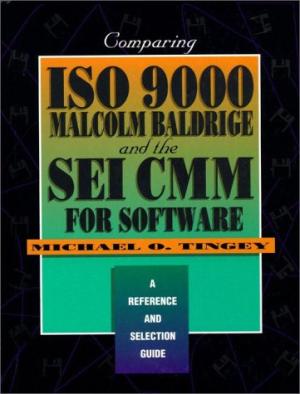 Comparing
ISO 9000
MALCOLM BALDRIGE
and the
SEI CMM
FOR SOFTWARE
MICHAEL O. TINGEY
A
REFERENCE
AND
SELECTION
GUIDE